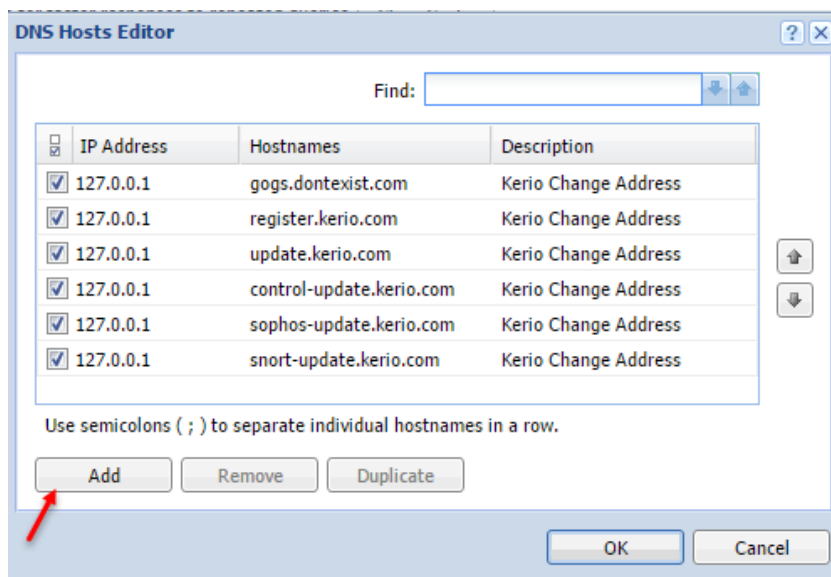 DNS Hosts Editor
Find:
IP Address Hostnames Description
127.0.0.1 gogs.dontexist.com Kerio Change Address
127.0.0.1 register.kerio.com Kerio Change Address
127.0.0.1 update.kerio.com Kerio Change Address
127.0.0.1 control-update.kerio.com Kerio Change Address
127.0.0.1 sophos-update.kerio.com Kerio Change Address
127.0.0.1 snort-update.kerio.com Kerio Change Address
Use semicolons ( ; ) to separate individual hostnames in a row.
Add Remove Duplicate
OK Cancel